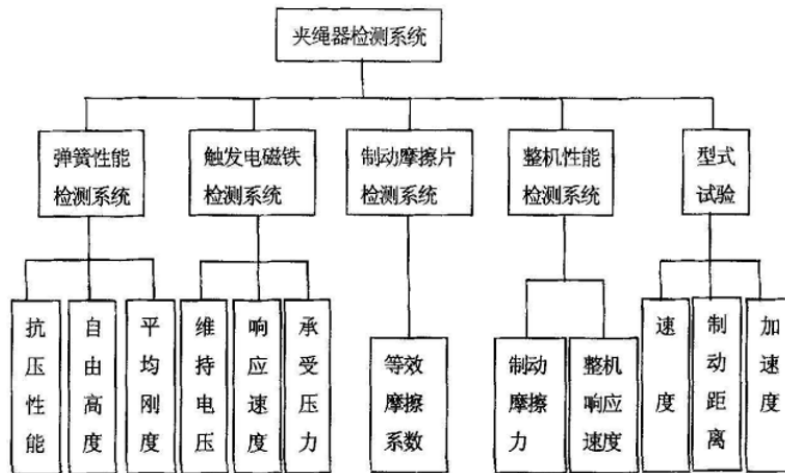 夹绳器检测系统
弹簧性能
检测系统
触发电磁铁
检测系统
制动摩擦片
检测系统
整机性能
检测系统
型式
试验
抗压性能
自由高度
平均刚度
维持电压
响应速度
承受压力
等效
摩擦
系数
制动
摩擦
力
整机
响应
速度
速度
制动距离
加速度